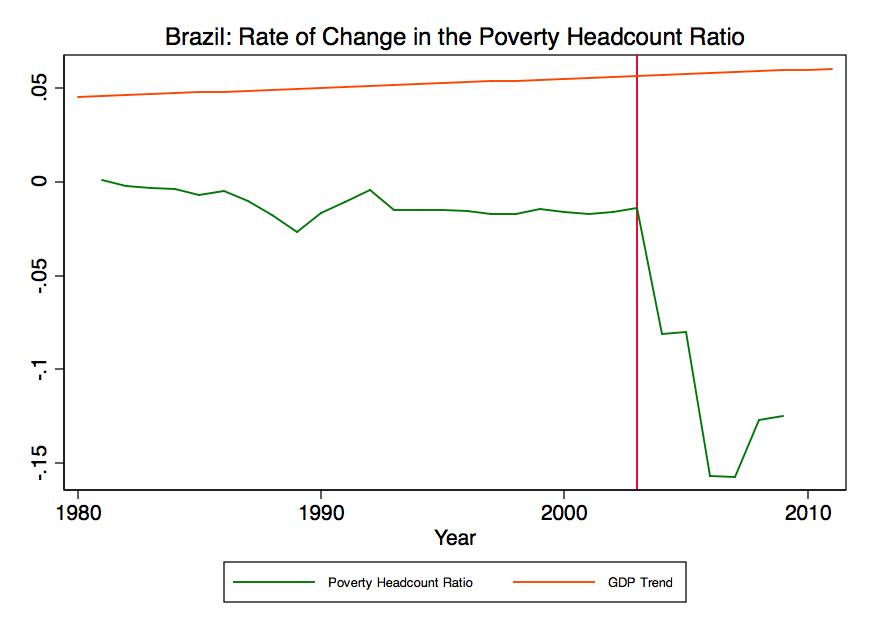 Brazil: Rate of Change in the Poverty Headcount Ratio
.05
0
-.05
-.1
-.15
1980 1990 2000 2010
Year
Poverty Headcount Ratio GDP Trend